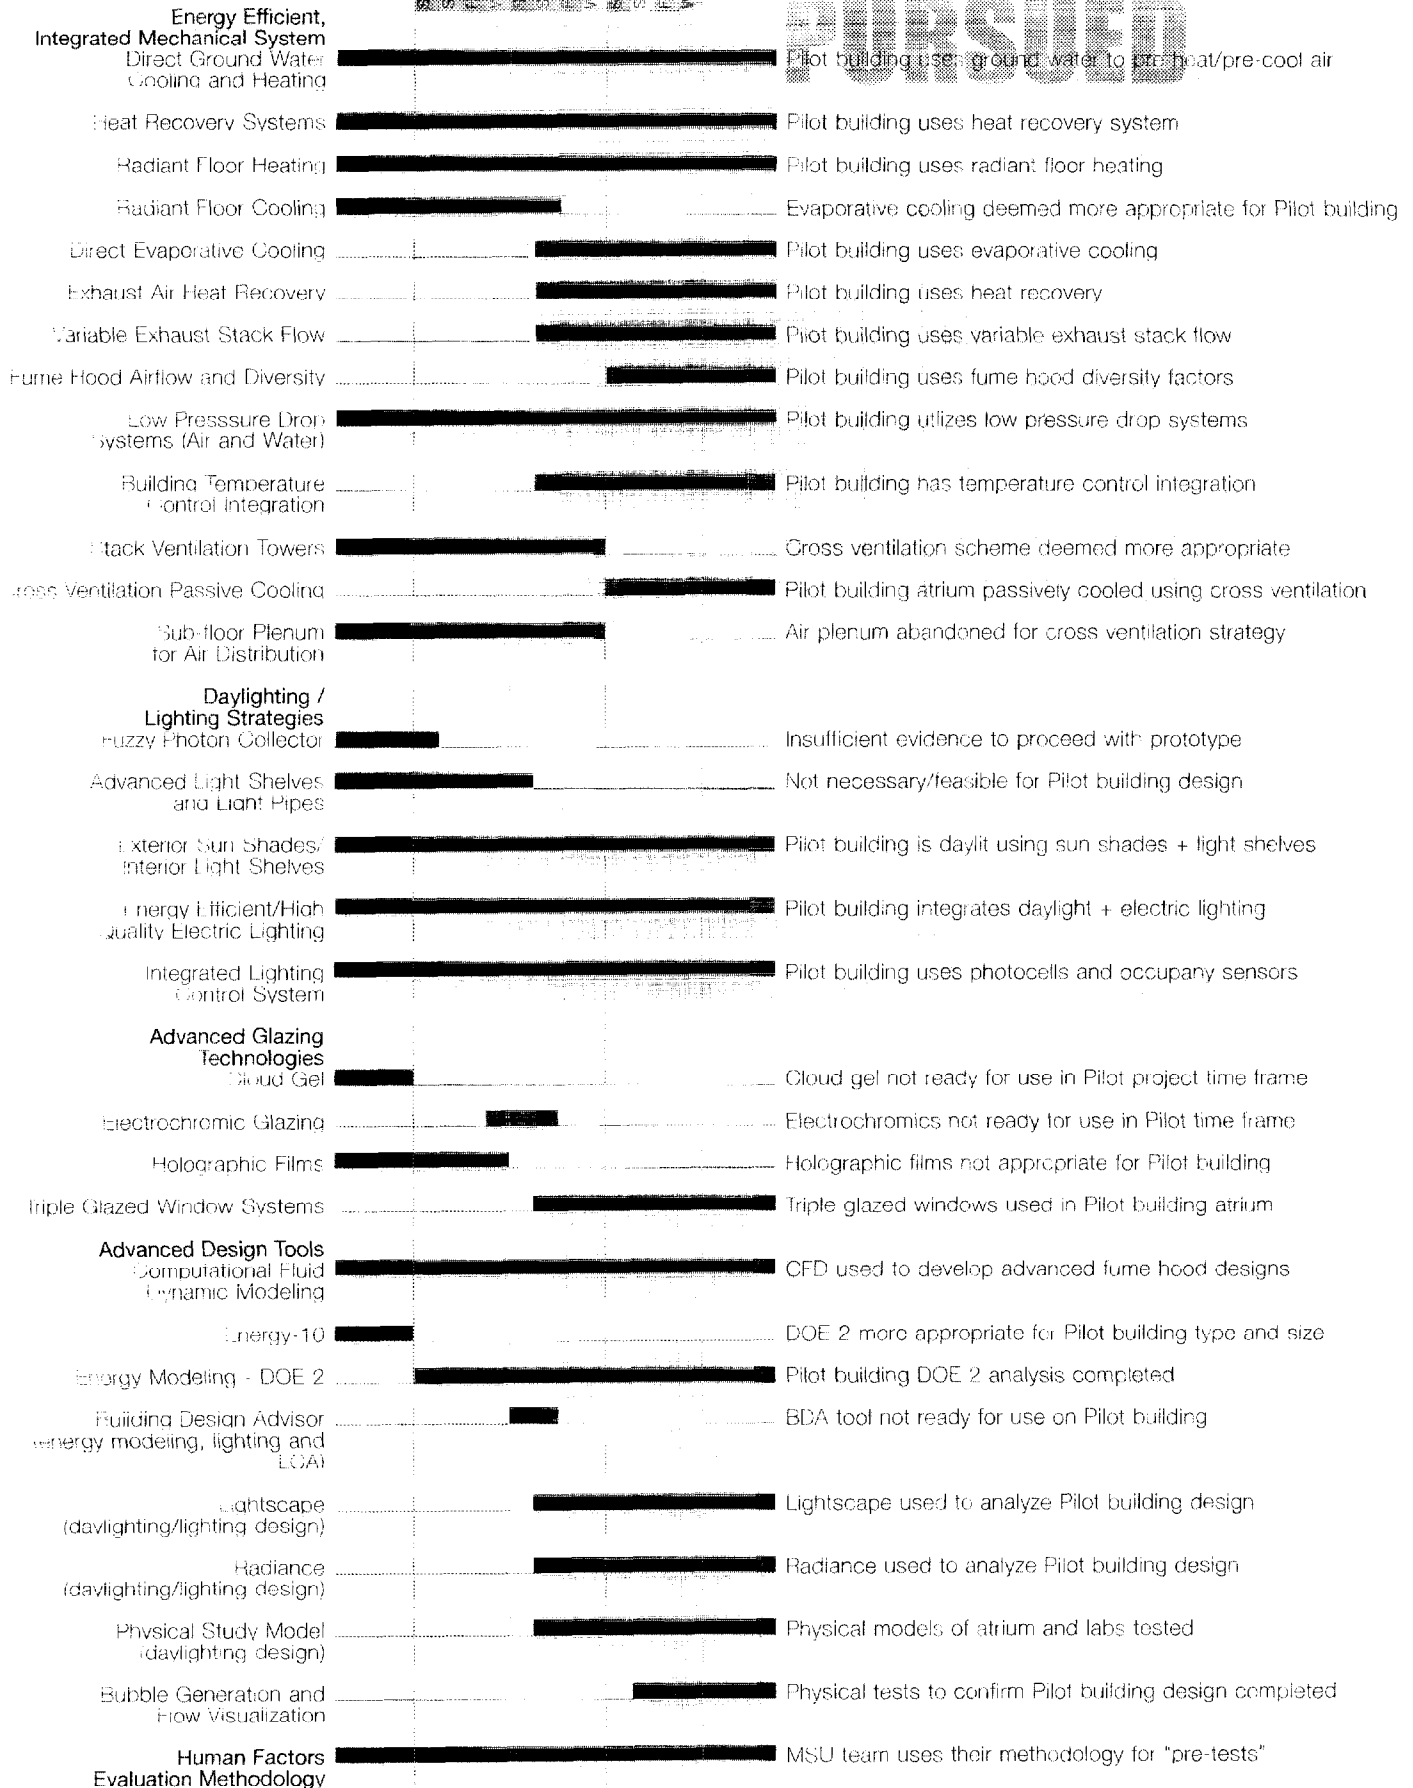 PURSUED
Energy Efficient,
Integrated Mechanical System
Direct Ground Water
Cooling and Heating
Pilot building uses ground water to pre-heat/pre-cool air
Heat Recovery Systems
Pilot building uses heat recovery system
Radiant Floor Heating
Pilot building uses radiant floor heating
Radiant Floor Cooling
Evaporative cooling deemed more appropriate for Pilot building
Direct Evaporative Cooling
Pilot building uses evaporative cooling
Exhaust Air Heat Recovery
Pilot building uses heat recovery
Variable Exhaust Stack Flow
Pilot building uses variable exhaust stack flow
Fume Hood Airflow and Diversity
Pilot building uses fume hood diversity factors
Low Presssure Drop
Systems (Air and Water)
Pilot building utlizes low pressure drop systems
Building Temperature
Control Integration
Pilot building has temperature control integration
Stack Ventilation Towers
Cross ventilation scheme deemed more appropriate
Cross Ventilation Passive Cooling
Pilot building atrium passively cooled using cross ventilation
Sub-floor Plenum
for Air Distribution
Air plenum abandoned for cross ventilation strategy
Daylighting /
Lighting Strategies
Fuzzy Photon Collector
Insufficient evidence to proceed with prototype
Advanced Light Shelves
and Light Pipes
Not necessary/feasible for Pilot building design
Exterior Sun Shades/
Interior Light Shelves
Pilot building is daylit using sun shades + light shelves
Energy Efficient/High
Quality Electric Lighting
Pilot building integrates daylight + electric lighting
Integrated Lighting
Control System
Pilot building uses photocells and occupany sensors
Advanced Glazing
Technologies
Cloud Gel
Cloud gel not ready for use in Pilot project time frame
Electrochromic Glazing
Electrochromics not ready for use in Pilot time frame
Holographic Films
Holographic films not appropriate for Pilot building
Triple Glazed Window Systems
Triple glazed windows used in Pilot building atrium
Advanced Design Tools
Computational Fluid
Dynamic Modeling
CFD used to develop advanced fume hood designs
Energy-10
DOE 2 more appropriate for Pilot building type and size
Energy Modeling - DOE 2
Pilot building DOE 2 analysis completed
Building Design Advisor
(energy modeling, lighting and
LCA)
BDA tool not ready for use on Pilot building
Lightscape
(daylighting/lighting design)
Lightscape used to analyze Pilot building design
Radiance
(daylighting/lighting design)
Radiance used to analyze Pilot building design
Physical Study Model
(daylighting design)
Physical models of atrium and labs tested
Bubble Generation and
Flow Visualization
Physical tests to confirm Pilot building design completed
Human Factors
Evaluation Methodology
MSU team uses their methodology for "pre-tests"